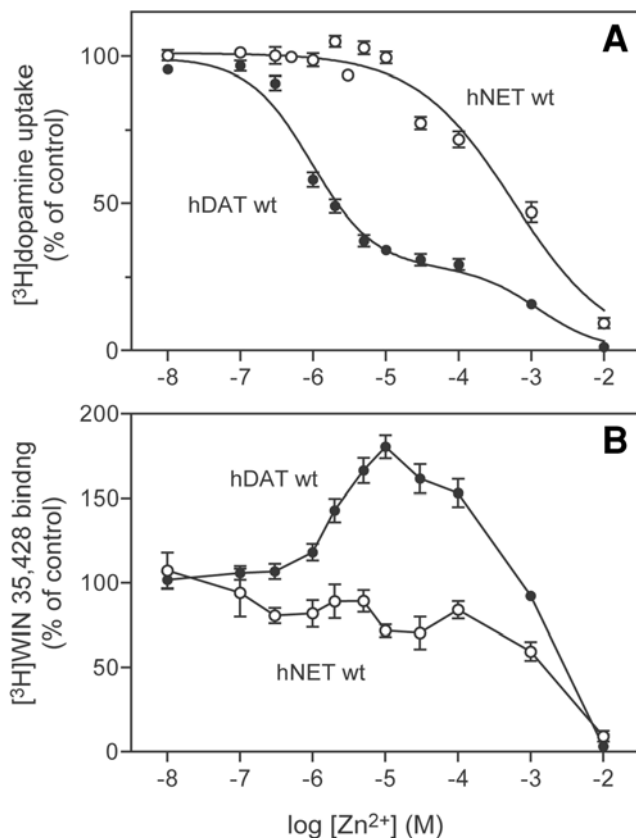 A
[³H]dopamine uptake
(% of control)
100
50
0
hNET wt
hDAT wt
-8 -7 -6 -5 -4 -3 -2
B
[³H]WIN 35,428 bindng
(% of control)
200
150
100
50
0
hDAT wt
hNET wt
-8 -7 -6 -5 -4 -3 -2
log [Zn²⁺] (M)